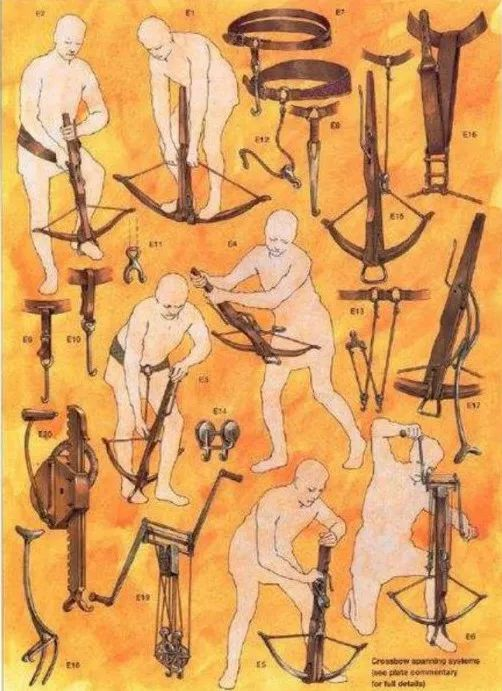 E2
E1
E7
E12
E8
E16
E15
E11
E4
E9
E10
E13
E3
E14
E17
E20
E19
E18
E5
E6
Crossbow spanning systems
(see plate commentary
for full details)